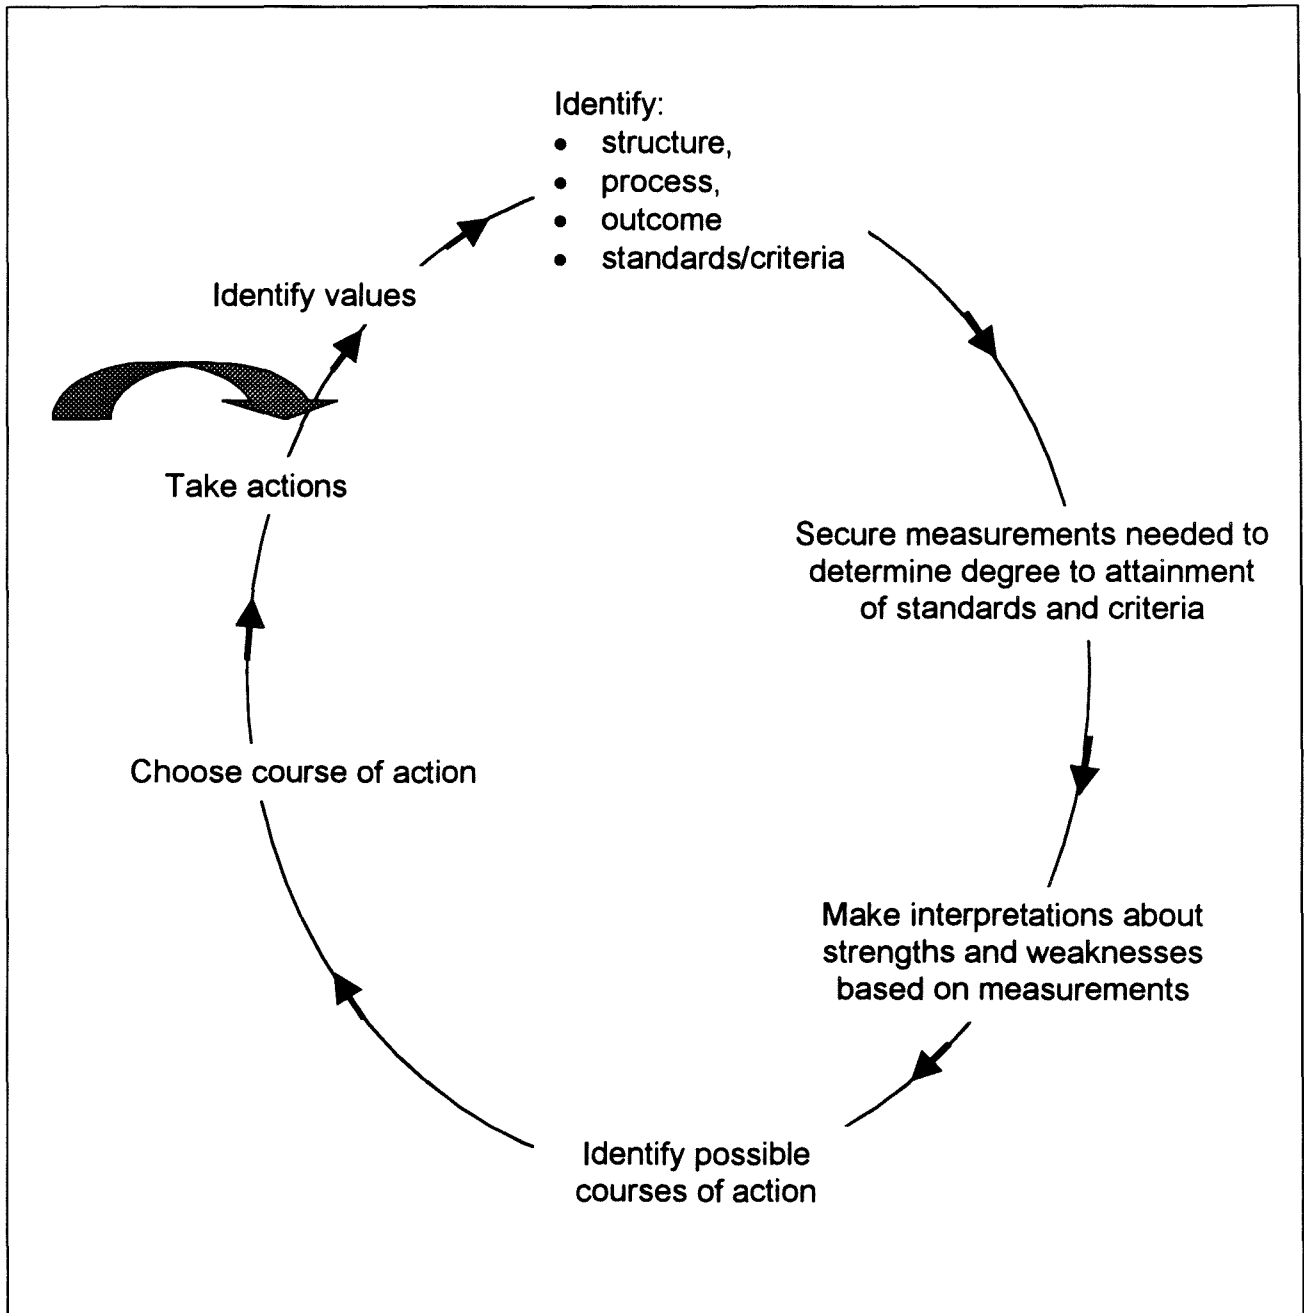 Identify:
• structure,
• process,
• outcome
• standards/criteria
Identify values
Take actions
Secure measurements needed to
determine degree to attainment
of standards and criteria
Choose course of action
Make interpretations about
strengths and weaknesses
based on measurements
Identify possible
courses of action